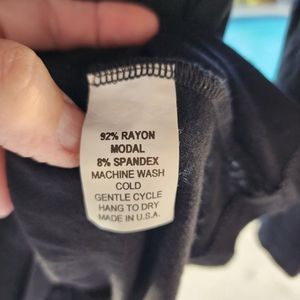 92% RAYON
MODAL
8% SPANDEX
MACHINE WASH
COLD
GENTLE CYCLE
HANG TO DRY
MADE IN U.S.A.